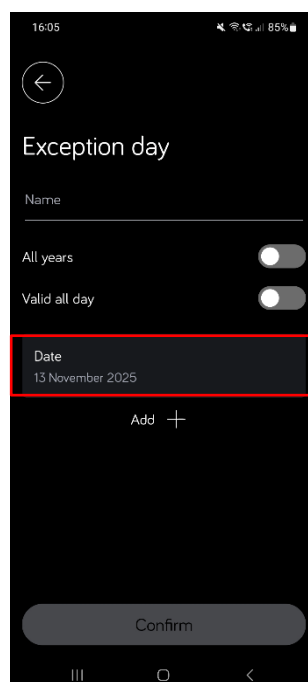 16:05 85%
Exception day
Name
All years
Valid all day
Date
13 November 2025
Add
Confirm